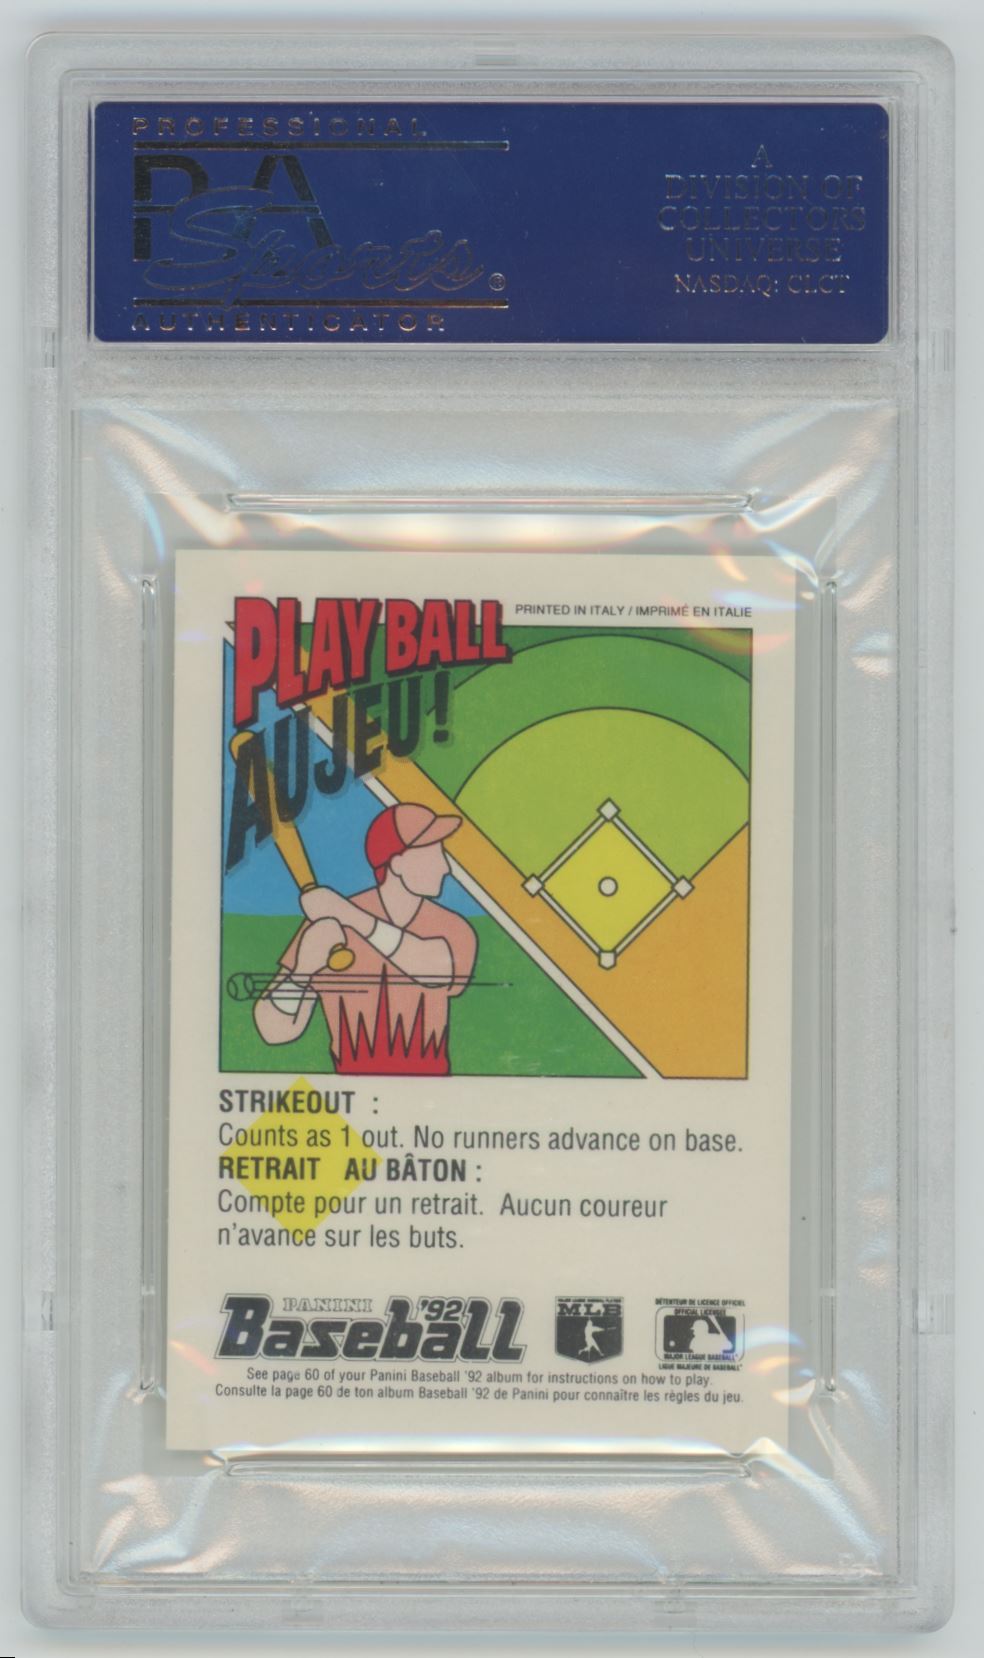 PROFESSIONAL
PSA
Sports®
AUTHENTICATOR
A
DIVISION OF
COLLECTORS
UNIVERSE
NASDAQ: CLCT
PRINTED IN ITALY / IMPRIMÉ EN ITALIE
PLAY BALL
AU JEU!
STRIKEOUT :
Counts as 1 out. No runners advance on base.
RETRAIT AU BÂTON :
Compte pour un retrait. Aucun coureur
n'avance sur les buts.
PANINI
Baseball '92
MAJOR LEAGUE BASEBALL PLAYERS
MLB
DÉTENTEUR DE LICENCE OFFICIEL
OFFICIAL LICENSEE
MAJOR LEAGUE BASEBALL
LIGUE MAJEURE DE BASEBALL
See page 60 of your Panini Baseball '92 album for instructions on how to play.
Consulte la page 60 de ton album Baseball '92 de Panini pour connaître les règles du jeu.